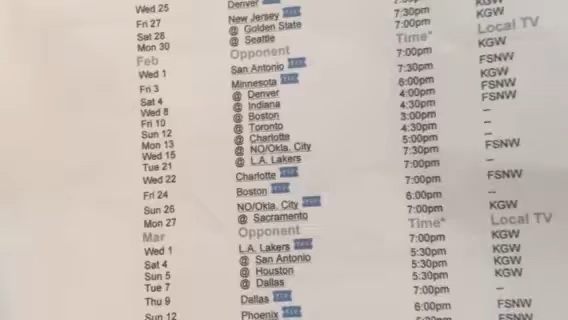 Wed 25 Denver
Fri 27 New Jersey
Sat 28 @ Golden State 7:30pm KGW
Mon 30 @ Seattle 7:00pm KGW
Feb Opponent Time* Local TV
Wed 1 San Antonio 7:00pm KGW
Fri 3 Minnesota 7:30pm FSNW
Sat 4 @ Denver 6:00pm KGW
Wed 8 @ Indiana 4:00pm FSNW
Fri 10 @ Boston 4:30pm FSNW
Sun 12 @ Toronto 3:00pm --
Mon 13 @ Charlotte 4:30pm --
Wed 15 @ NO/Okla. City 5:00pm --
Tue 21 @ L.A. Lakers 7:30pm FSNW
Wed 22 Charlotte 7:00pm --
Fri 24 Boston 7:00pm FSNW
Sun 26 NO/Okla. City 6:00pm --
Mon 27 @ Sacramento 7:00pm KGW
Mar Opponent Time* Local TV
Wed 1 L.A. Lakers 7:00pm KGW
Sat 4 @ San Antonio 5:30pm KGW
Sun 5 @ Houston 5:30pm KGW
Tue 7 @ Dallas 5:30pm KGW
Thu 9 Dallas 7:00pm --
Sun 12 Phoenix 6:00pm FSNW
5:30pm FSNW